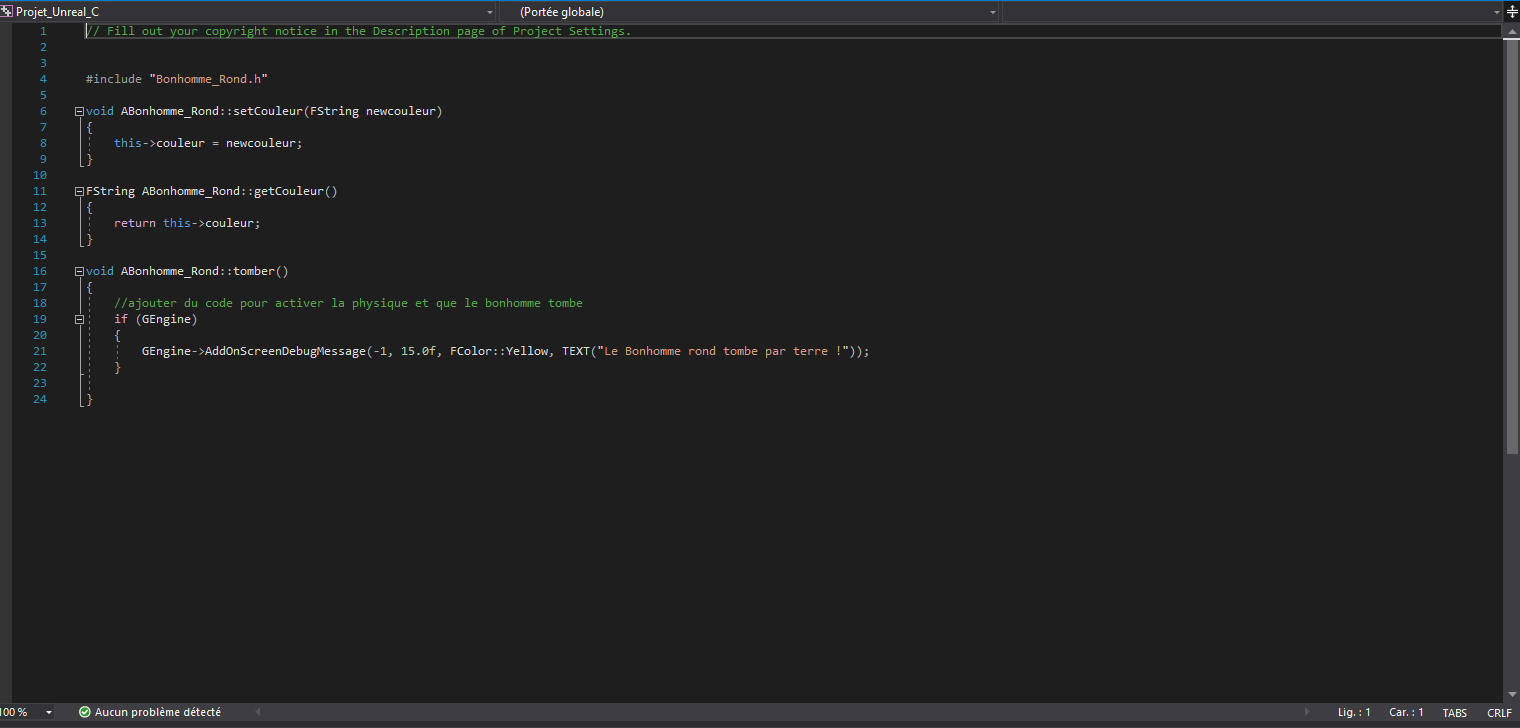 Projet_Unreal_C (Portée globale)
1 // Fill out your copyright notice in the Description page of Project Settings.
2
3
4 #include "Bonhomme_Rond.h"
5
6 void ABonhomme_Rond::setCouleur(FString newcouleur)
7 {
8 this->couleur = newcouleur;
9 }
10
11 FString ABonhomme_Rond::getCouleur()
12 {
13 return this->couleur;
14 }
15
16 void ABonhomme_Rond::tomber()
17 {
18 //ajouter du code pour activer la physique et que le bonhomme tombe
19 if (GEngine)
20 {
21 GEngine->AddOnScreenDebugMessage(-1, 15.0f, FColor::Yellow, TEXT("Le Bonhomme rond tombe par terre !"));
22 }
23
24 }
100 % Aucun problème détecté Lig. : 1 Car. : 1 TABS CRLF